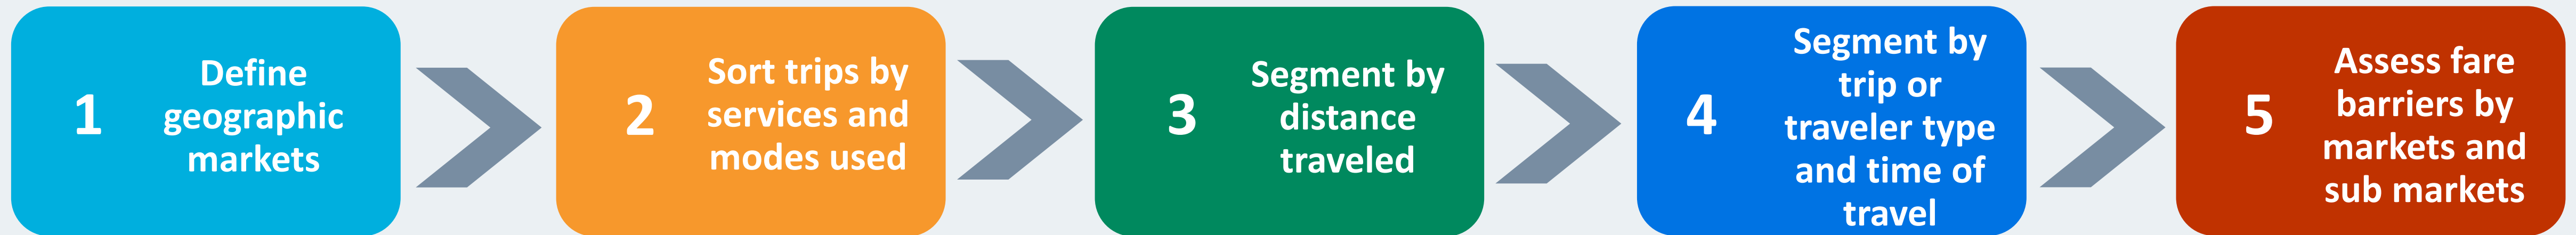 1
Define
geographic
markets
2
Sort trips by
services and
modes used
3
Segment by
distance
traveled
4
Segment by
trip or
traveler type
and time of
travel
5
Assess fare
barriers by
markets and
sub markets